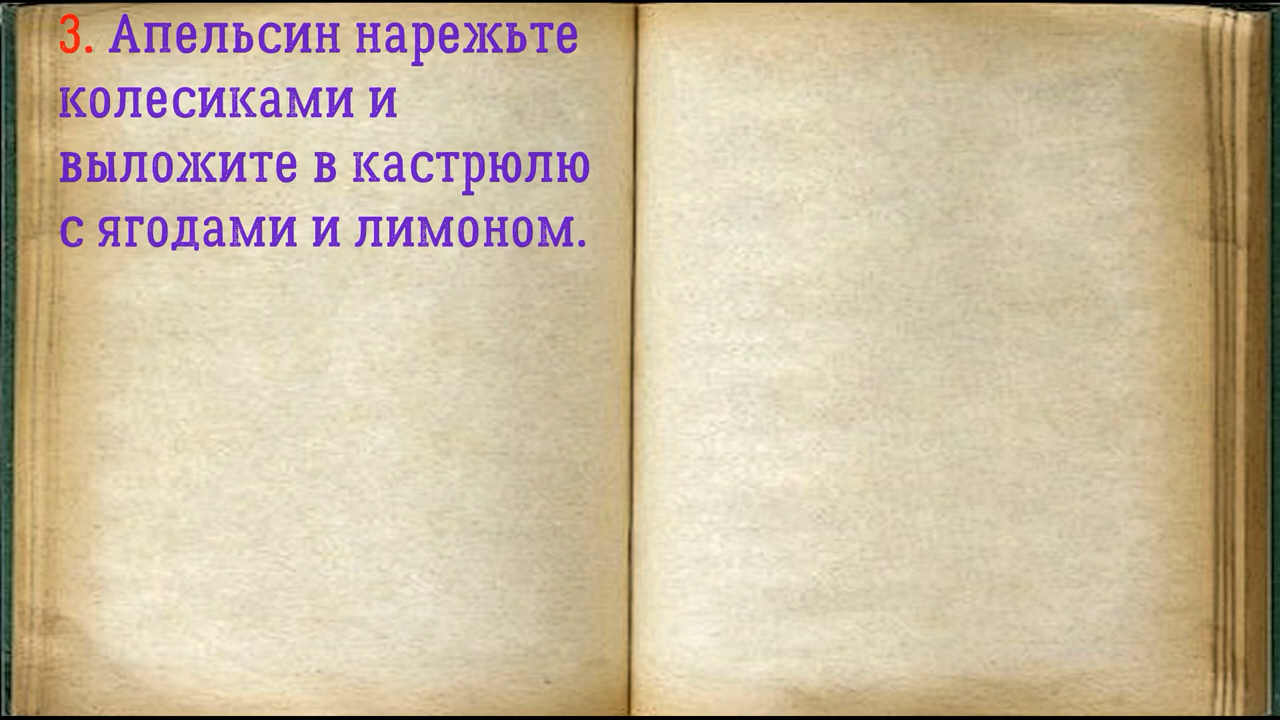 3. Апельсин нарежьте
колесиками и
выложите в кастрюлю
с ягодами и лимоном.